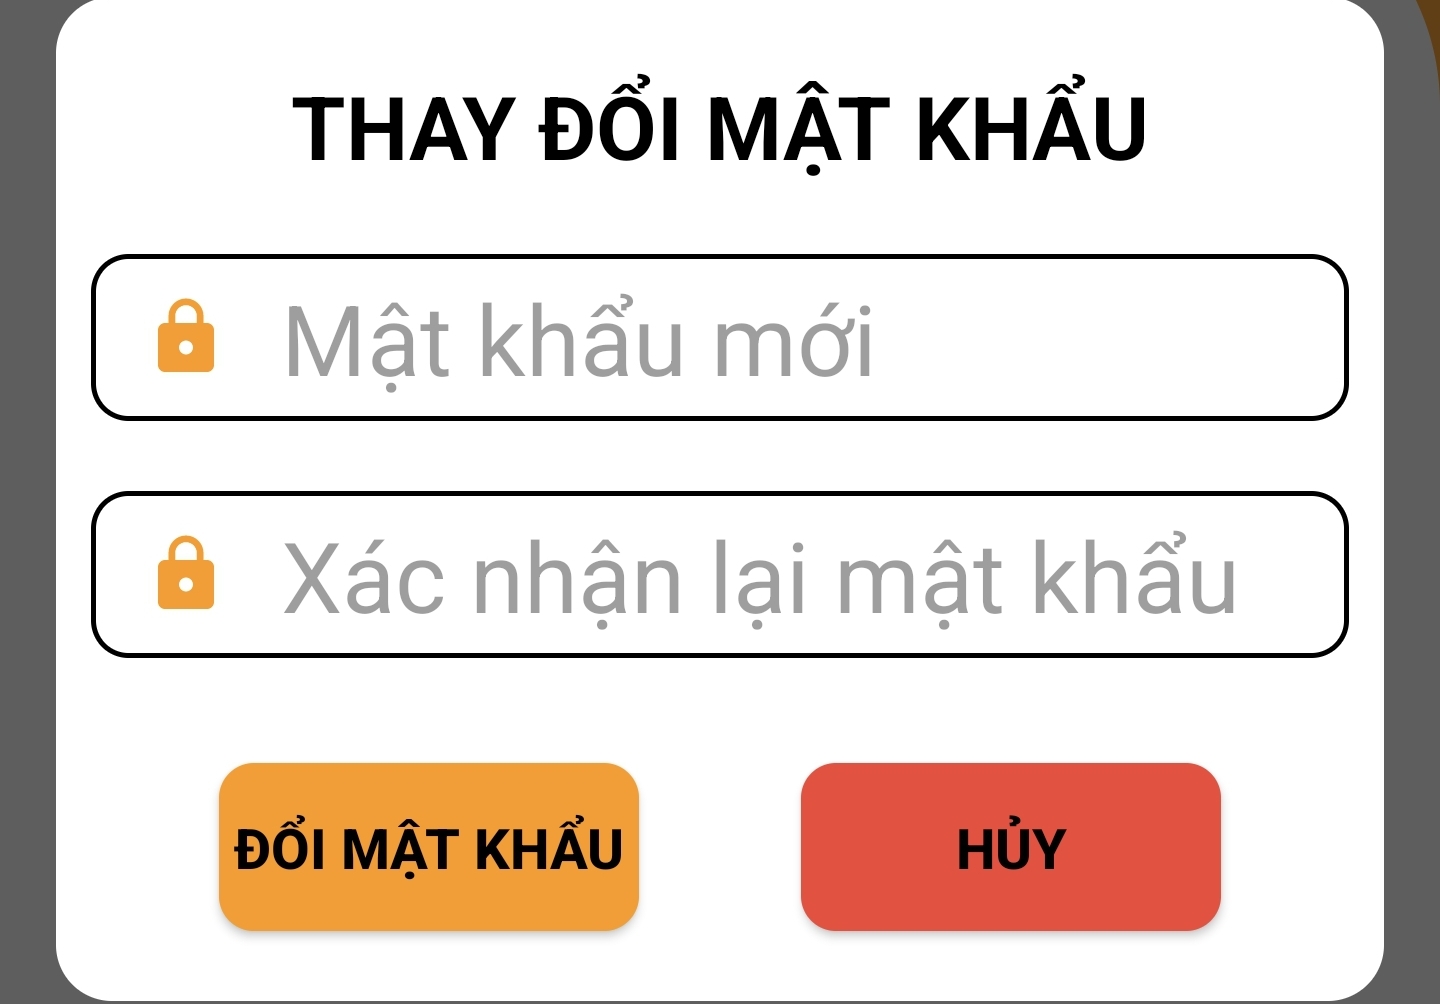 THAY ĐỔI MẬT KHẨU
Mật khẩu mới
Xác nhận lại mật khẩu
ĐỔI MẬT KHẨU
HỦY